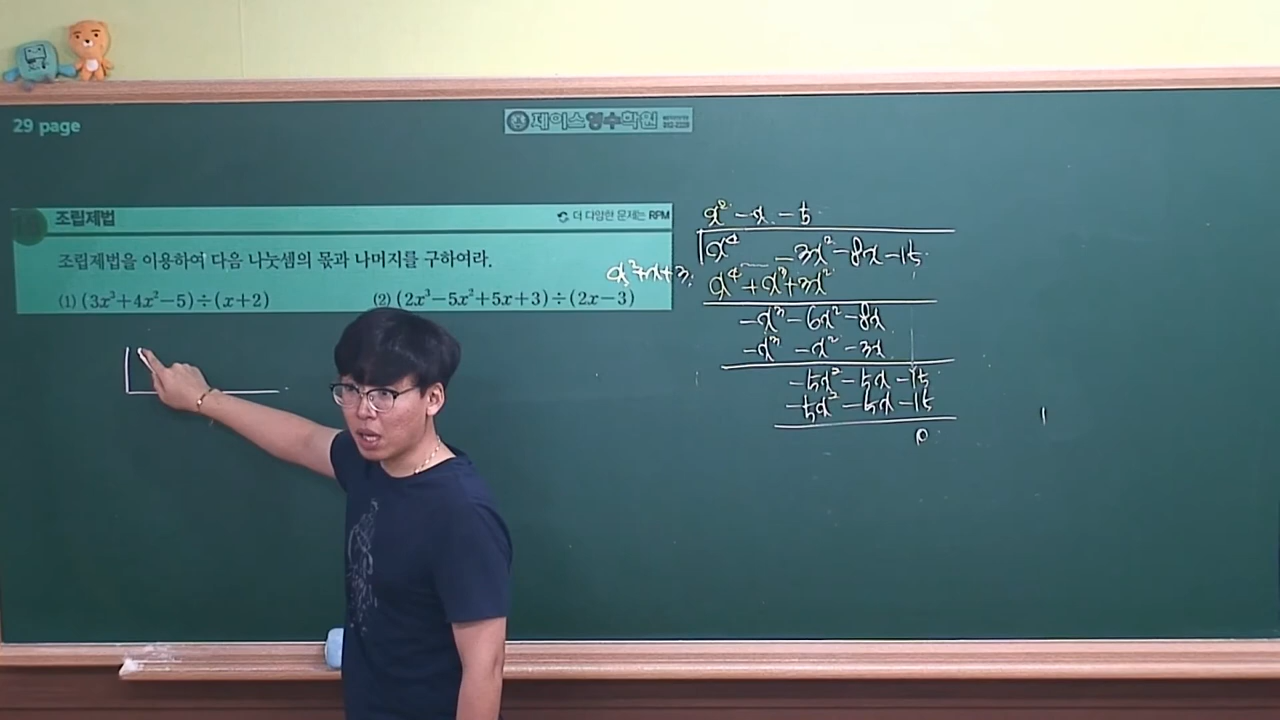 29 page
제이스영수학원
조립제법
더 다양한 문제는 RPM
조립제법을 이용하여 다음 나눗셈의 몫과 나머지를 구하여라.
(1) (3x³+4x²−5)÷(x+2)
(2) (2x³−5x²+5x+3)÷(2x−3)
x² − x − 5
x²+x+3
x⁴ − 3x² − 8x − 15
x⁴ + x³ + 3x²
−x³ − 6x² − 8x
−x³ − x² − 3x
−5x² − 5x − 15
−5x² − 5x − 15
0